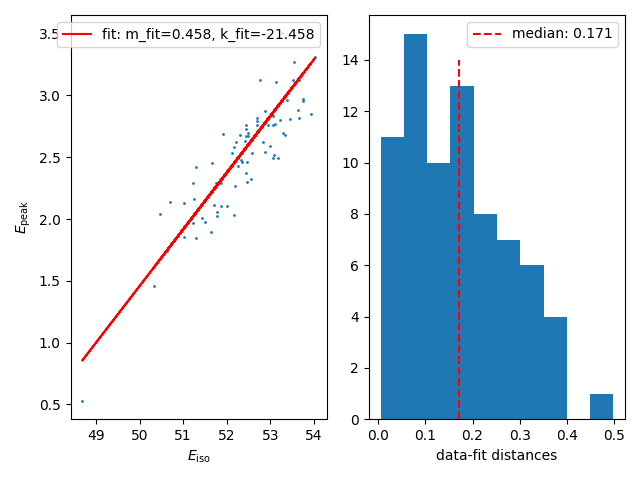 fit: m_fit=0.458, k_fit=-21.458
3.5
3.0
2.5
2.0
1.5
1.0
0.5
E_peak
49 50 51 52 53 54
E_iso
median: 0.171
14
12
10
8
6
4
2
0
0.0 0.1 0.2 0.3 0.4 0.5
data-fit distances